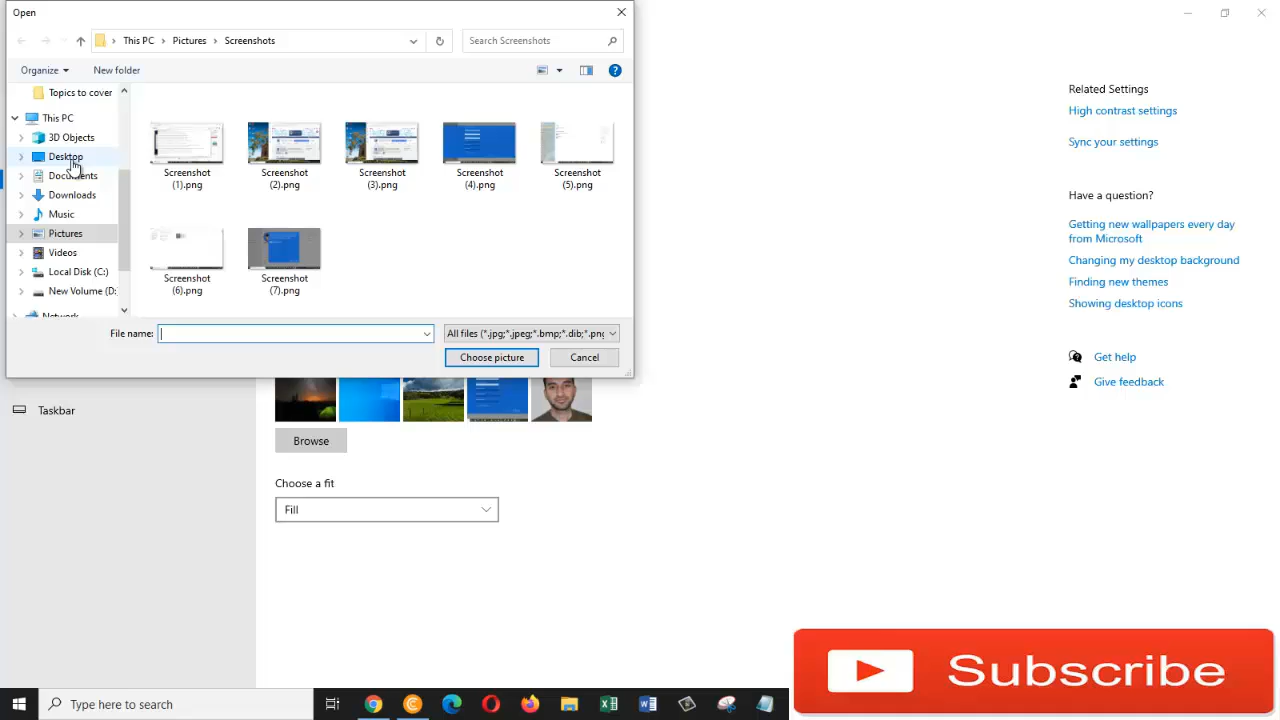 Open
This PC > Pictures > Screenshots
Search Screenshots
Organize
New folder
Topics to cover
This PC
3D Objects
Desktop
Documents
Downloads
Music
Pictures
Videos
Local Disk (C:)
New Volume (D:
Network
Screenshot
(1).png
Screenshot
(2).png
Screenshot
(3).png
Screenshot
(4).png
Screenshot
(5).png
Screenshot
(6).png
Screenshot
(7).png
File name:
All files (*.jpg;*.jpeg;*.bmp;*.dib;*.png
Choose picture
Cancel
Taskbar
Browse
Choose a fit
Fill
Related Settings
High contrast settings
Sync your settings
Have a question?
Getting new wallpapers every day
from Microsoft
Changing my desktop background
Finding new themes
Showing desktop icons
Get help
Give feedback
Type here to search
Subscribe